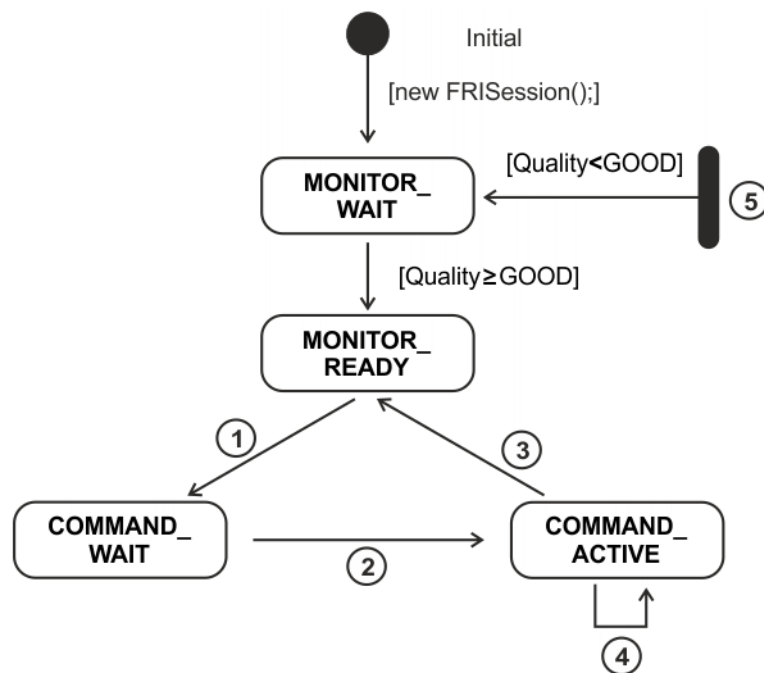 Initial
[new FRISession();]
[Quality<GOOD]
MONITOR_
WAIT
5
[Quality≥GOOD]
MONITOR_
READY
1
3
COMMAND_
WAIT
2
COMMAND_
ACTIVE
4